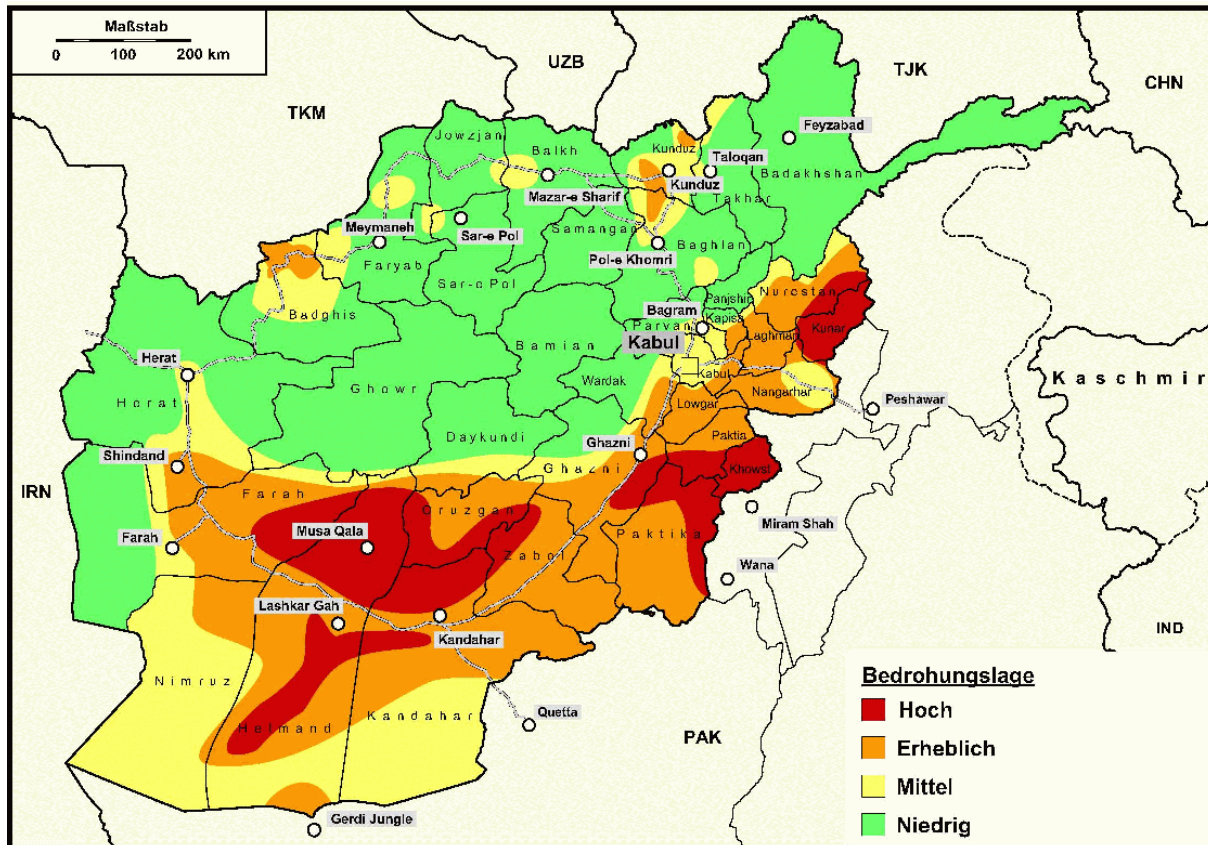 Maßstab
0 100 200 km
UZB
TJK
CHN
TKM
Feyzabad
Jowzjan
Balkh
Kunduz
Taloqan
Badakhshan
Mazar-e Sharif
Kunduz
Takhar
Meymaneh
Sar-e Pol
Samangan
Faryab
Pol-e Khomri
Baghlan
Sar-e Pol
Badghis
Panjshir
Nurestan
Bagram
Kapisa
Parvan
Kabul
Laghman
Kunar
Bamian
Herat
Kabul
Kaschmir
Ghowr
Wardak
Nangarhar
Herat
Lowgar
Peshawar
Daykundi
Ghazni
Paktia
Shindand
Ghazni
Khowst
IRN
Farah
Oruzgan
Miram Shah
Musa Qala
Farah
Zabol
Paktika
Wana
Lashkar Gah
Kandahar
IND
Nimruz
Bedrohungslage
Hoch
Kandahar
Quetta
Helmand
PAK
Erheblich
Mittel
Gerdi Jungle
Niedrig